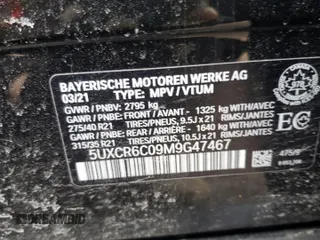 BAYERISCHE MOTOREN WERKE AG
03/21 TYPE: MPV / VTUM
GVWR / PNBV: 2795 kg
GAWR / PNBE: FRONT / AVANT - 1325 kg WITH/AVEC
275/40 R21 TIRES/PNEUS, 9.5J x 21 RIMS/JANTES
GAWR / PNBE: REAR / ARRIÈRE - 1640 kg WITH/AVEC
315/35 R21 TIRES/PNEUS, 10.5J x 21 RIMS/JANTES
5UXCR6C09M9G47467
EC